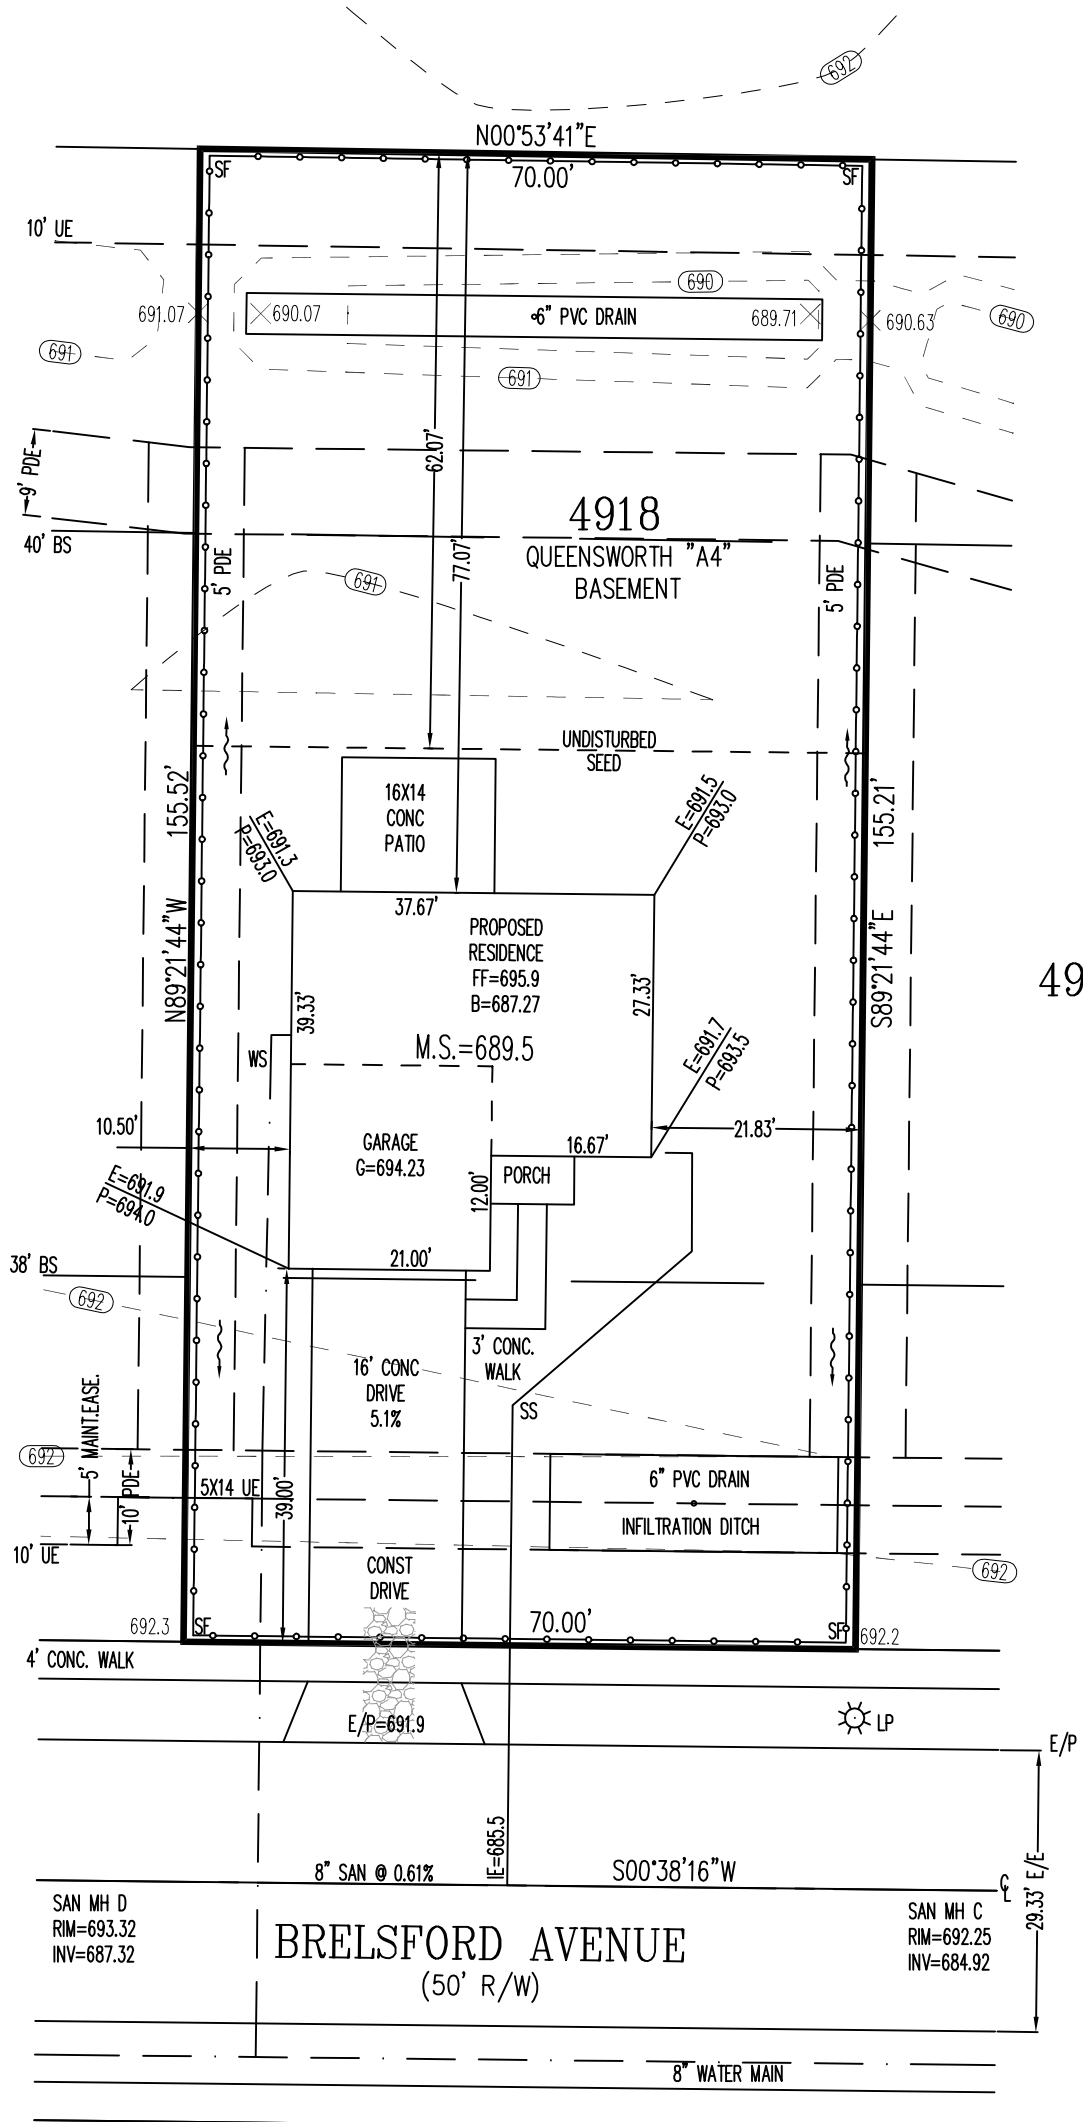 692
N00°53'41"E
70.00'
SF
SF
10' UE
690
691.07
690.07
6" PVC DRAIN
689.71
690.63
690
691
691
62.07'
9' PDE
4918
40' BS
QUEENSWORTH "A4"
BASEMENT
77.07'
5' PDE
5' PDE
691
UNDISTURBED
SEED
155.52'
155.21'
16X14
CONC
PATIO
E=691.3
P=693.0
E=691.5
P=693.0
37.67'
PROPOSED
RESIDENCE
FF=695.9
B=687.27
N89°21'44"W
S89°21'44"E
49
39.33'
27.33'
M.S.=689.5
WS
E=691.7
P=693.5
10.50'
21.83'
GARAGE
G=694.23
16.67'
PORCH
12.00'
E=691.9
P=694.0
21.00'
38' BS
692
3' CONC.
WALK
16' CONC
DRIVE
5.1%
SS
5' MAINT.EASE.
692
10' PDE
5X14 UE
39.00'
6" PVC DRAIN
INFILTRATION DITCH
10' UE
692
CONST
DRIVE
692.3
SF
70.00'
SF
692.2
4' CONC. WALK
E/P=691.9
LP
E/P
IE=685.5
8" SAN @ 0.61%
S00°38'16"W
℄
29.33' E/E
SAN MH D
RIM=693.32
INV=687.32
SAN MH C
RIM=692.25
INV=684.92
BRELSFORD AVENUE
(50' R/W)
8" WATER MAIN